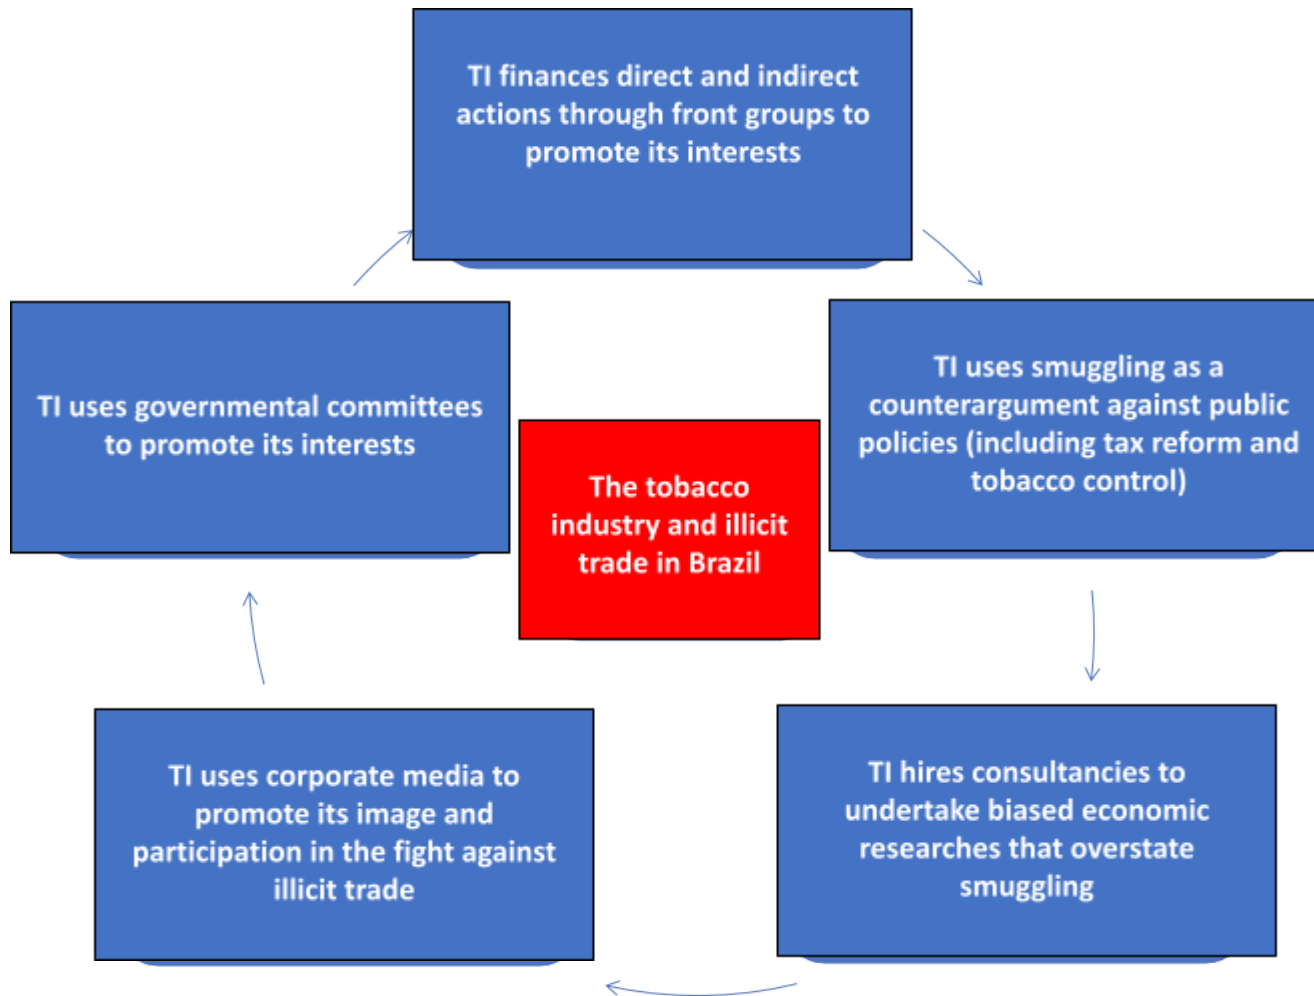 TI finances direct and indirect
actions through front groups to
promote its interests
TI uses smuggling as a
counterargument against public
policies (including tax reform and
tobacco control)
TI hires consultancies to
undertake biased economic
researches that overstate
smuggling
TI uses corporate media to
promote its image and
participation in the fight against
illicit trade
TI uses governmental committees
to promote its interests
The tobacco
industry and illicit
trade in Brazil